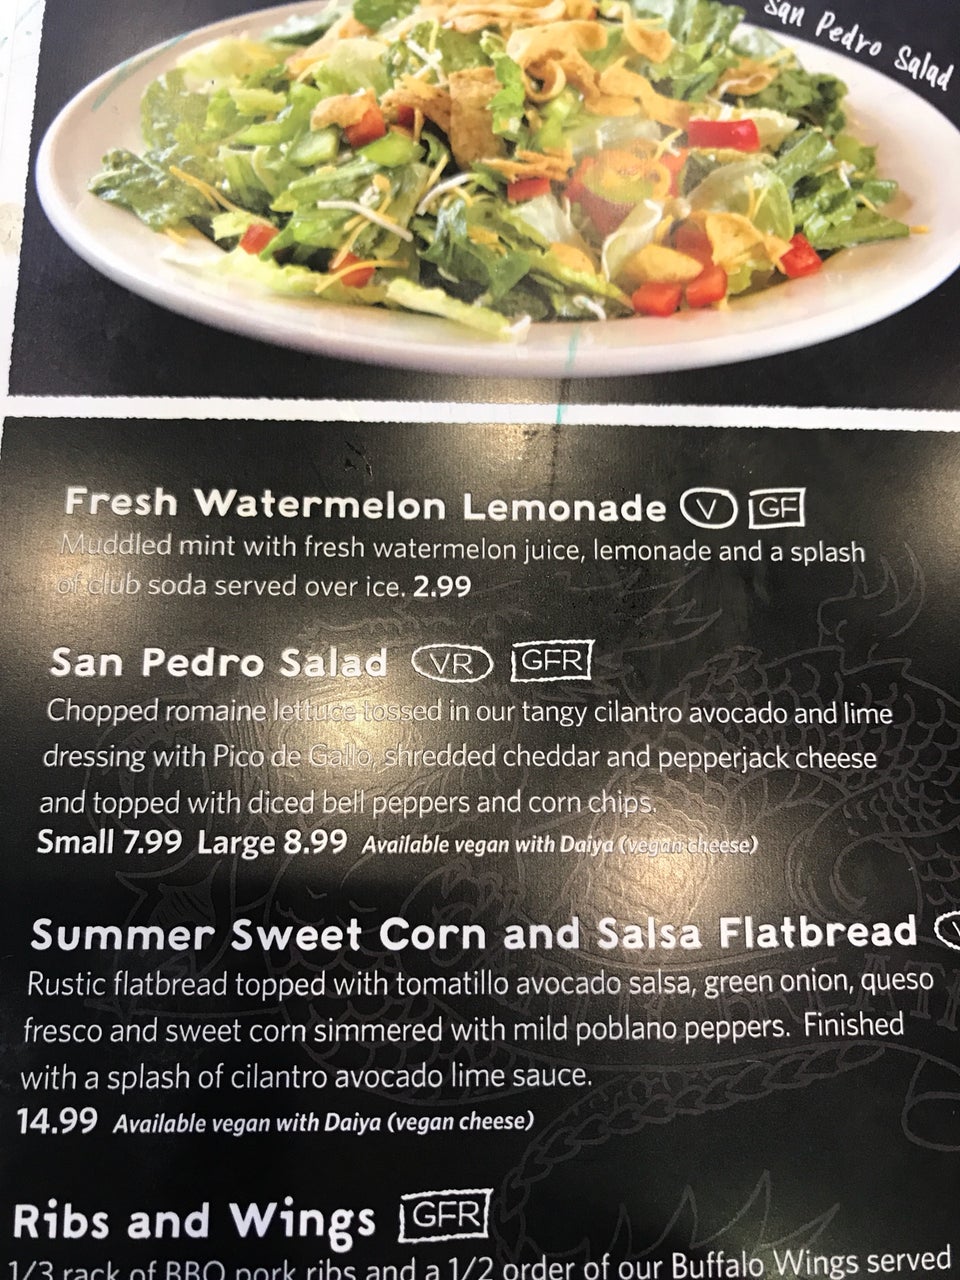 San Pedro Salad
Fresh Watermelon Lemonade V GF
Muddled mint with fresh watermelon juice, lemonade and a splash
of club soda served over ice. 2.99
San Pedro Salad VR GFR
Chopped romaine lettuce tossed in our tangy cilantro avocado and lime
dressing with Pico de Gallo, shredded cheddar and pepperjack cheese
and topped with diced bell peppers and corn chips.
Small 7.99 Large 8.99 Available vegan with Daiya (vegan cheese)
Summer Sweet Corn and Salsa Flatbread
Rustic flatbread topped with tomatillo avocado salsa, green onion, queso
fresco and sweet corn simmered with mild poblano peppers. Finished
with a splash of cilantro avocado lime sauce.
14.99 Available vegan with Daiya (vegan cheese)
Ribs and Wings GFR
1/3 rack of BBQ pork ribs and a 1/2 order of our Buffalo Wings served